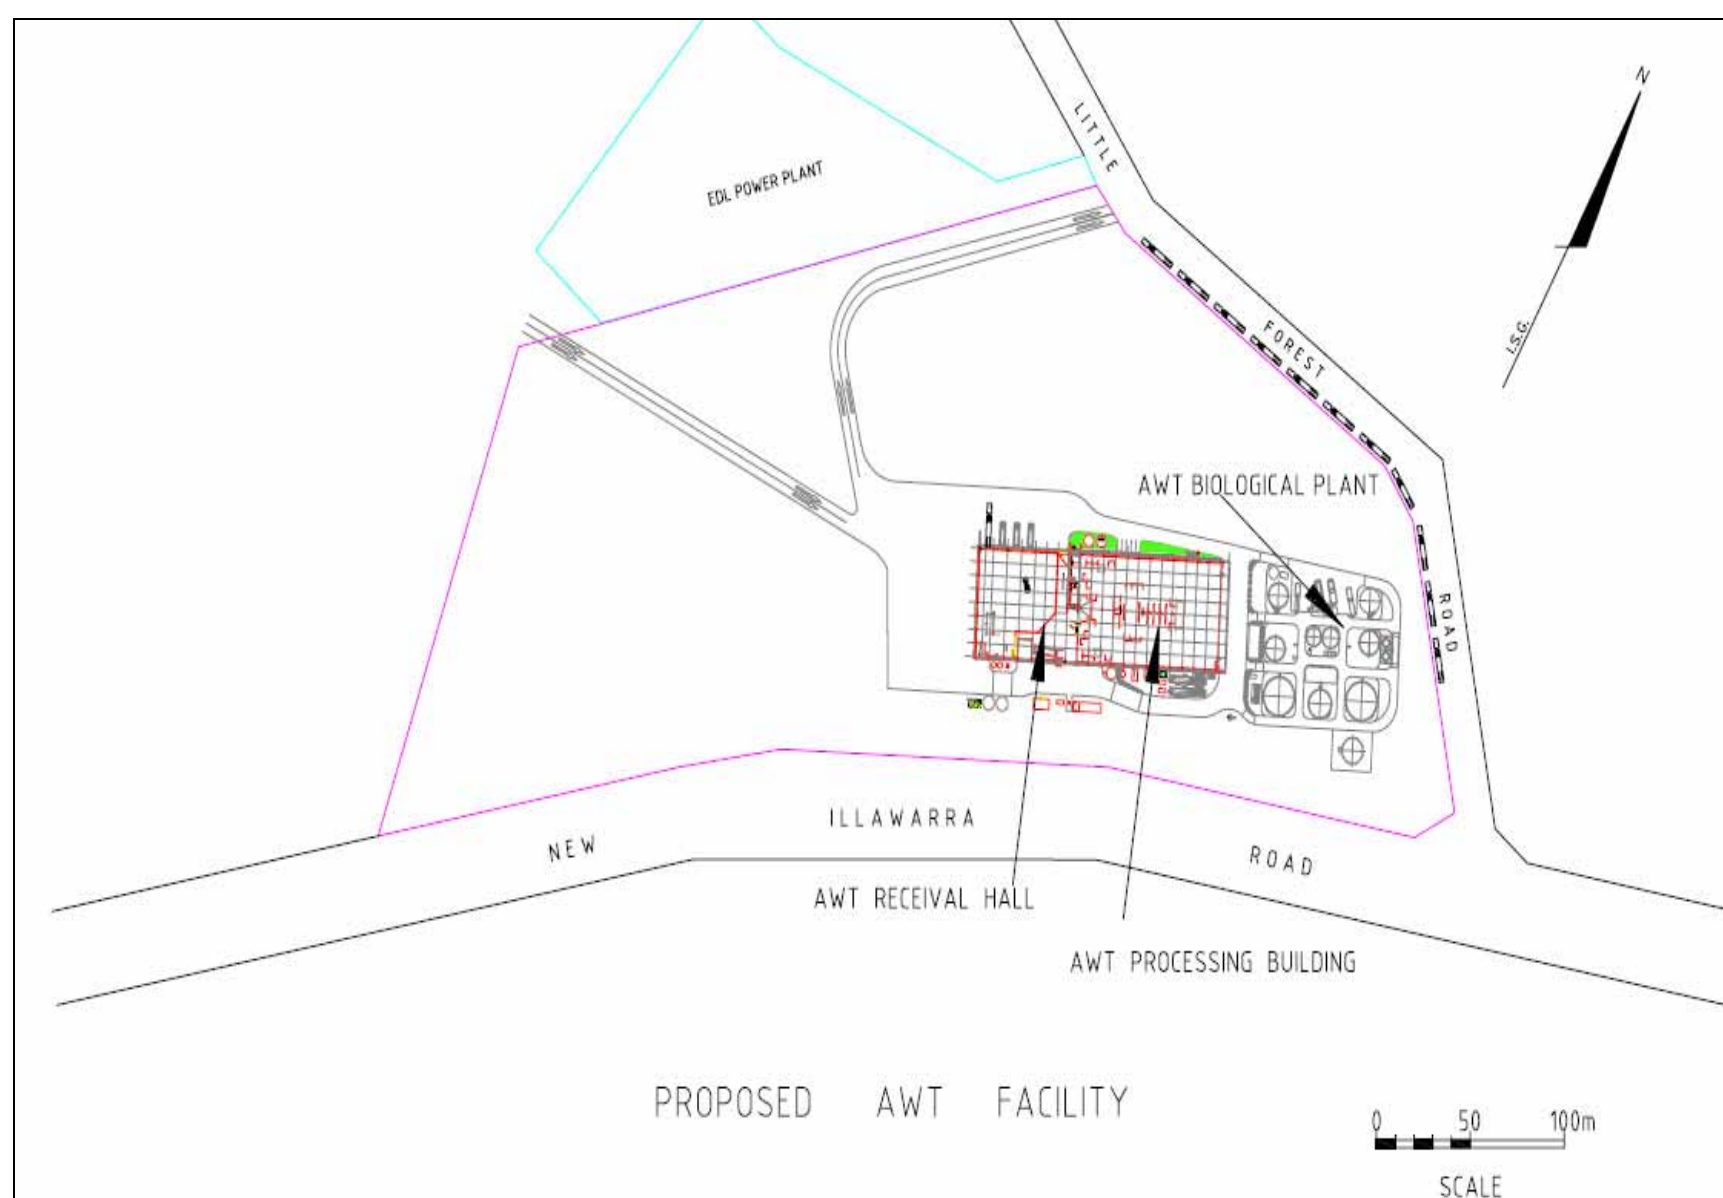 N
LITTLE
EDL POWER PLANT
FOREST
I.S.G.
AWT BIOLOGICAL PLANT
ROAD
ILLAWARRA
NEW
ROAD
AWT RECEIVAL HALL
AWT PROCESSING BUILDING
PROPOSED AWT FACILITY
0 50 100m
SCALE